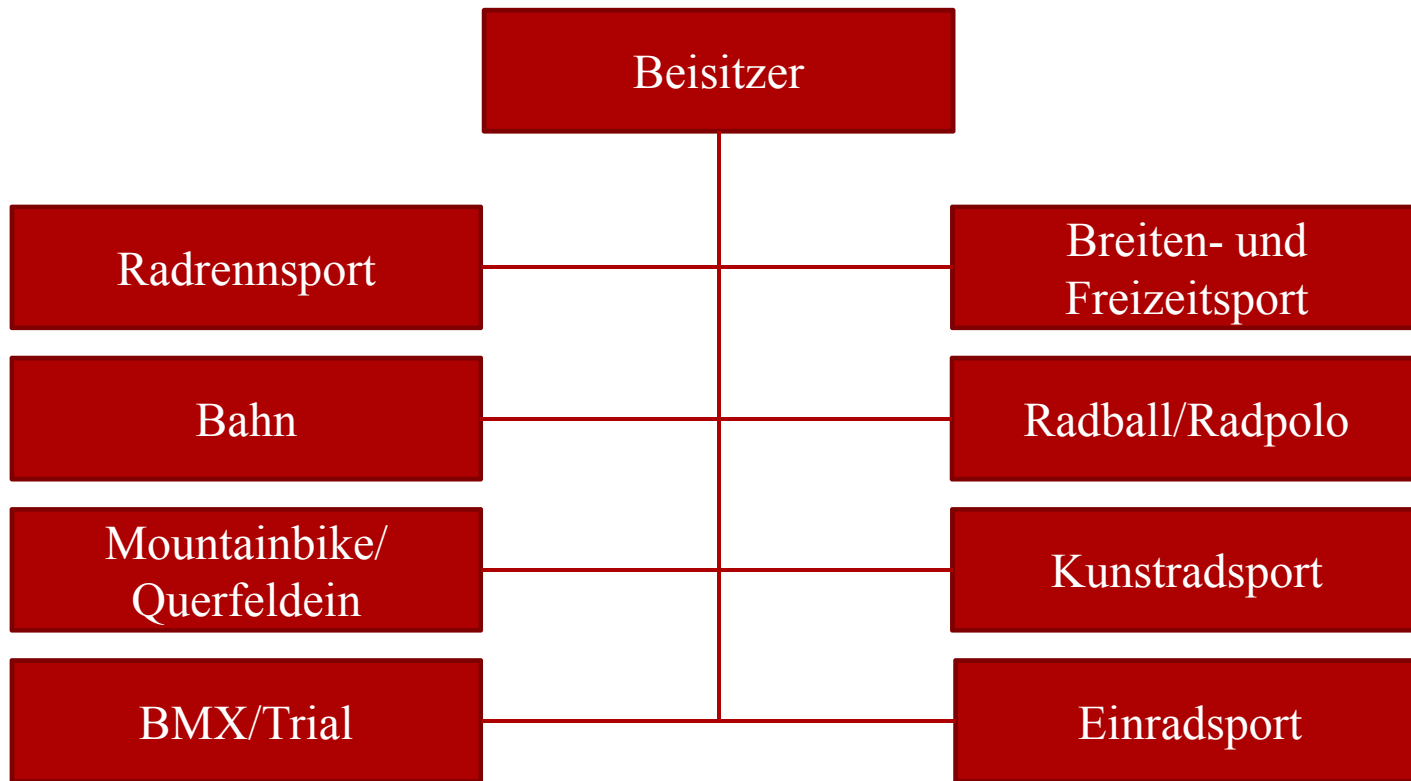 Beisitzer
Radrennsport
Breiten- und
Freizeitsport
Bahn
Radball/Radpolo
Mountainbike/
Querfeldein
Kunstradsport
BMX/Trial
Einradsport